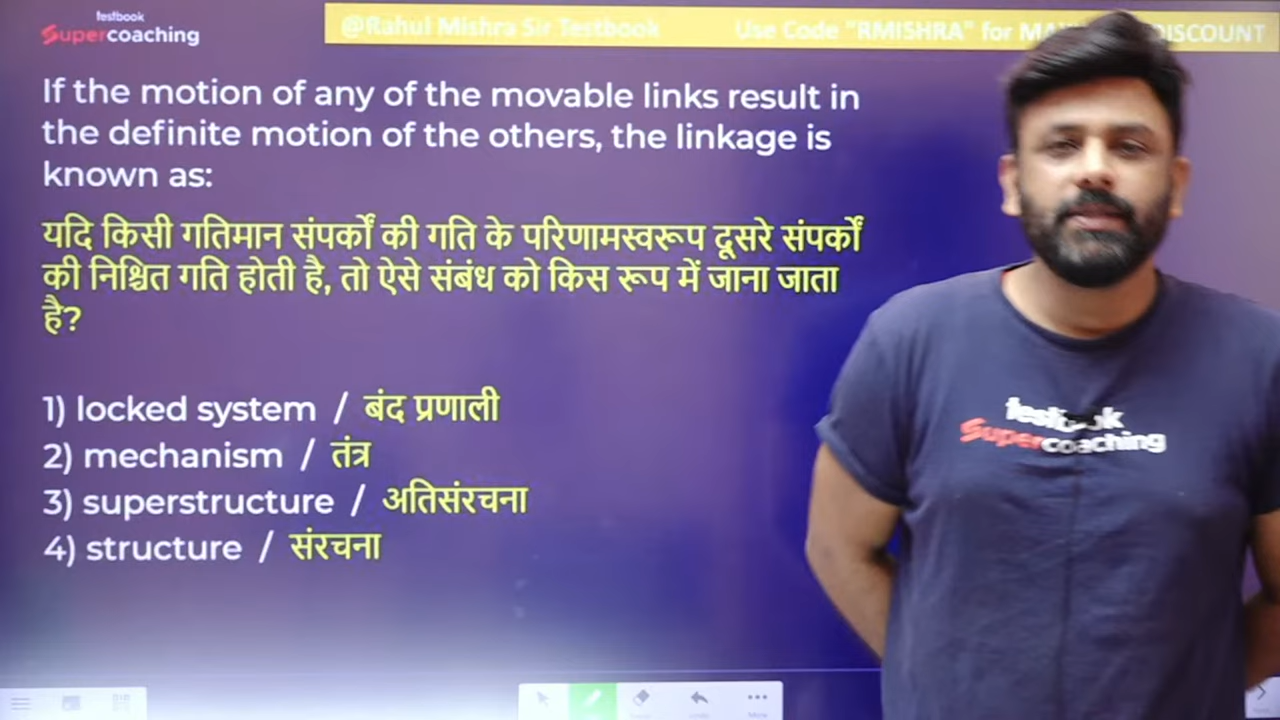 testbook
Supercoaching
@Rahul Mishra Sir Testbook
Use Code "RMISHRA" for DISCOUNT
If the motion of any of the movable links result in
the definite motion of the others, the linkage is
known as:
यदि किसी गतिमान संपर्कों की गति के परिणामस्वरूप दूसरे संपर्कों
की निश्चित गति होती है, तो ऐसे संबंध को किस रूप में जाना जाता
है?
1) locked system / बंद प्रणाली
2) mechanism / तंत्र
3) superstructure / अतिसंरचना
4) structure / संरचना
testbook
Supercoaching